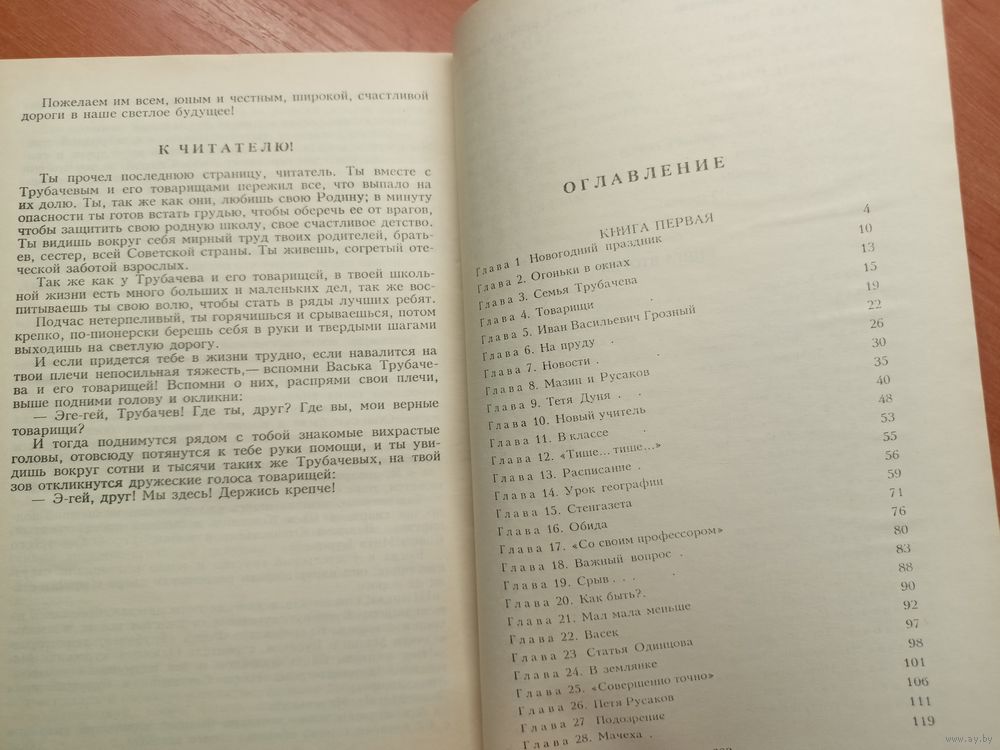 Пожелаем им всем, юным и честным, широкой, счастливой
дороги в наше светлое будущее!
К ЧИТАТЕЛЮ!
Ты прочел последнюю страницу, читатель. Ты вместе с
Трубачевым и его товарищами пережил все, что выпало на
их долю. Ты, так же как они, любишь свою Родину; в минуту
опасности ты готов встать грудью, чтобы оберечь ее от врагов,
чтобы защитить свою родную школу, свое счастливое детство.
Ты видишь вокруг себя мирный труд твоих родителей, брать-
ев, сестер, всей Советской страны. Ты живешь, согретый оте-
ческой заботой взрослых.
Так же как у Трубачева и его товарищей, в твоей школь-
ной жизни есть много больших и маленьких дел, так же вос-
питываешь ты свою волю, чтобы стать в ряды лучших ребят.
Подчас нетерпеливый, ты горячишься и срываешься, потом
крепко, по-пионерски берешь себя в руки и твердыми шагами
выходишь на светлую дорогу.
И если придется тебе в жизни трудно, если навалится на
твои плечи непосильная тяжесть,— вспомни Васька Трубаче-
ва и его товарищей! Вспомни о них, распрями свои плечи,
выше подними голову и окликни:
— Эге-гей, Трубачев! Где ты, друг? Где вы, мои верные
товарищи?
И тогда поднимутся рядом с тобой знакомые вихрастые
головы, отовсюду потянутся к тебе руки помощи, и ты уви-
дишь вокруг сотни и тысячи таких же Трубачевых, на твой
зов откликнутся дружеские голоса товарищей:
— Э-гей, друг! Мы здесь! Держись крепче!
ОГЛАВЛЕНИЕ
КНИГА ПЕРВАЯ
Глава 1 Новогодний праздник 4
Глава 2. Огоньки в окнах 10
Глава 3. Семья Трубачева 13
Глава 4. Товарищи 15
Глава 5. Иван Васильевич Грозный 19
Глава 6. На пруду 22
Глава 7. Новости 26
Глава 8. Мазин и Русаков 30
Глава 9. Тетя Дуня 35
Глава 10. Новый учитель 40
Глава 11. В классе 48
Глава 12. «Тише... тише...» 53
Глава 13. Расписание 55
Глава 14. Урок географии 56
Глава 15. Стенгазета 59
Глава 16. Обида 71
Глава 17. «Со своим профессором» 76
Глава 18. Важный вопрос 80
Глава 19. Срыв 83
Глава 20. Как быть? 88
Глава 21. Мал мала меньше 90
Глава 22. Васек 92
Глава 23 Статья Одинцова 97
Глава 24. В землянке 98
Глава 25. «Совершенно точно» 101
Глава 26. Петя Русаков 106
Глава 27 Подозрение 111
Глава 28. Мачеха 119
www.ay.by